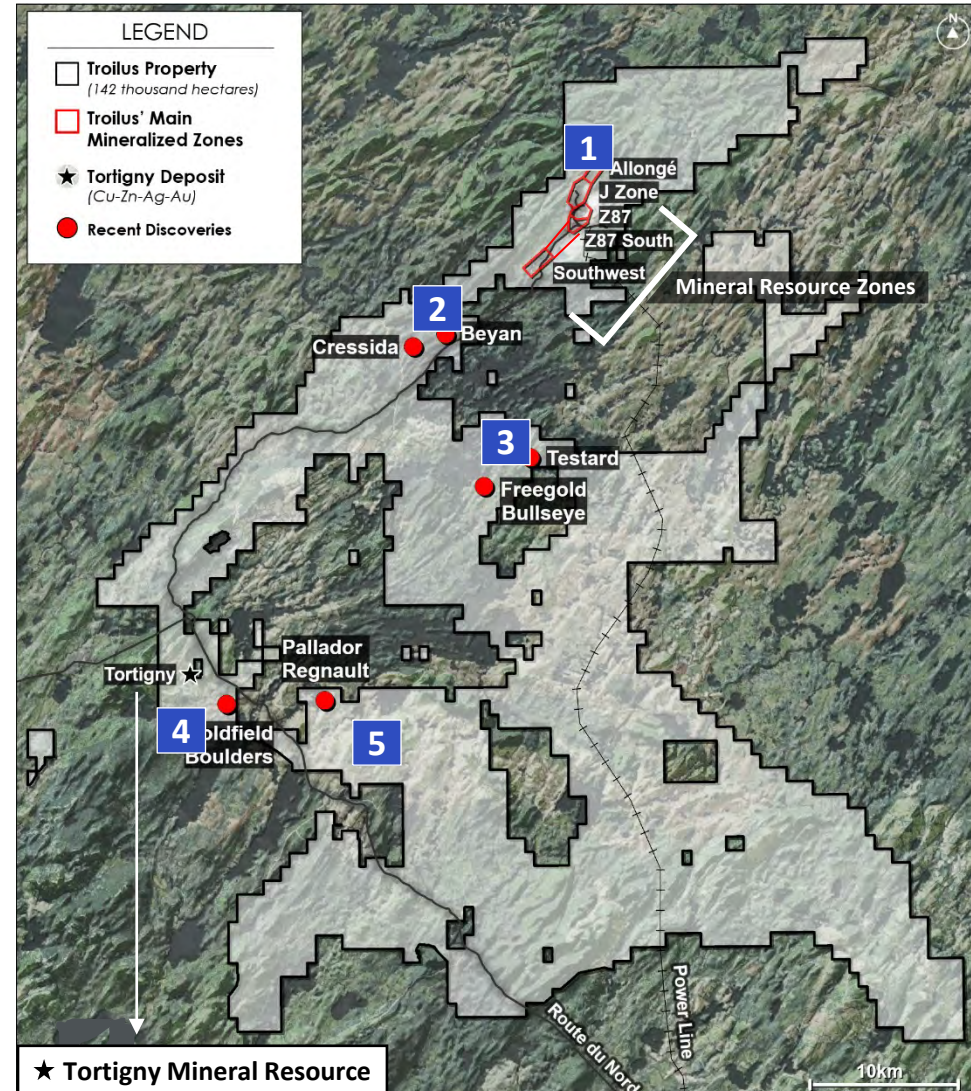 LEGEND
Troilus Property
(142 thousand hectares)
Troilus' Main
Mineralized Zones
Tortigny Deposit
(Cu-Zn-Ag-Au)
Recent Discoveries
N
1
Allongé
J Zone
Z87
Z87 South
Southwest
Mineral Resource Zones
2
Beyan
Cressida
3
Testard
Freegold
Bullseye
Pallador
Regnault
Tortigny
4
oldfield
Boulders
5
Route du Nord
Power Line
10km
★ Tortigny Mineral Resource